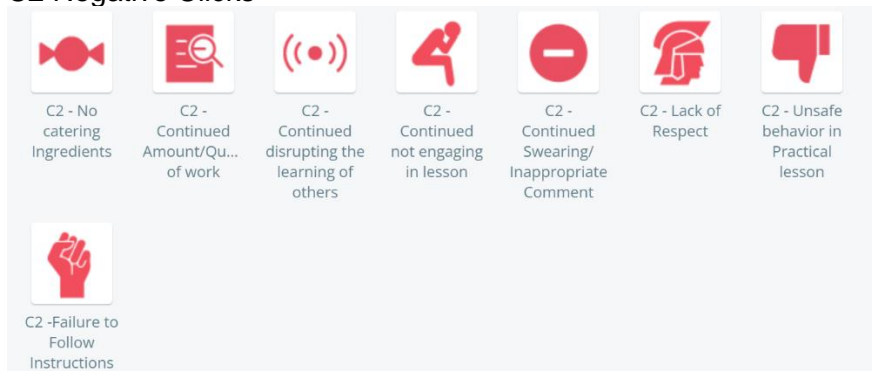 C2 - No
catering
Ingredients
C2 -
Continued
Amount/Qu...
of work
C2 -
Continued
disrupting the
learning of
others
C2 -
Continued
not engaging
in lesson
C2 -
Continued
Swearing/
Inappropriate
Comment
C2 - Lack of
Respect
C2 - Unsafe
behavior in
Practical
lesson
C2 -Failure to
Follow
Instructions